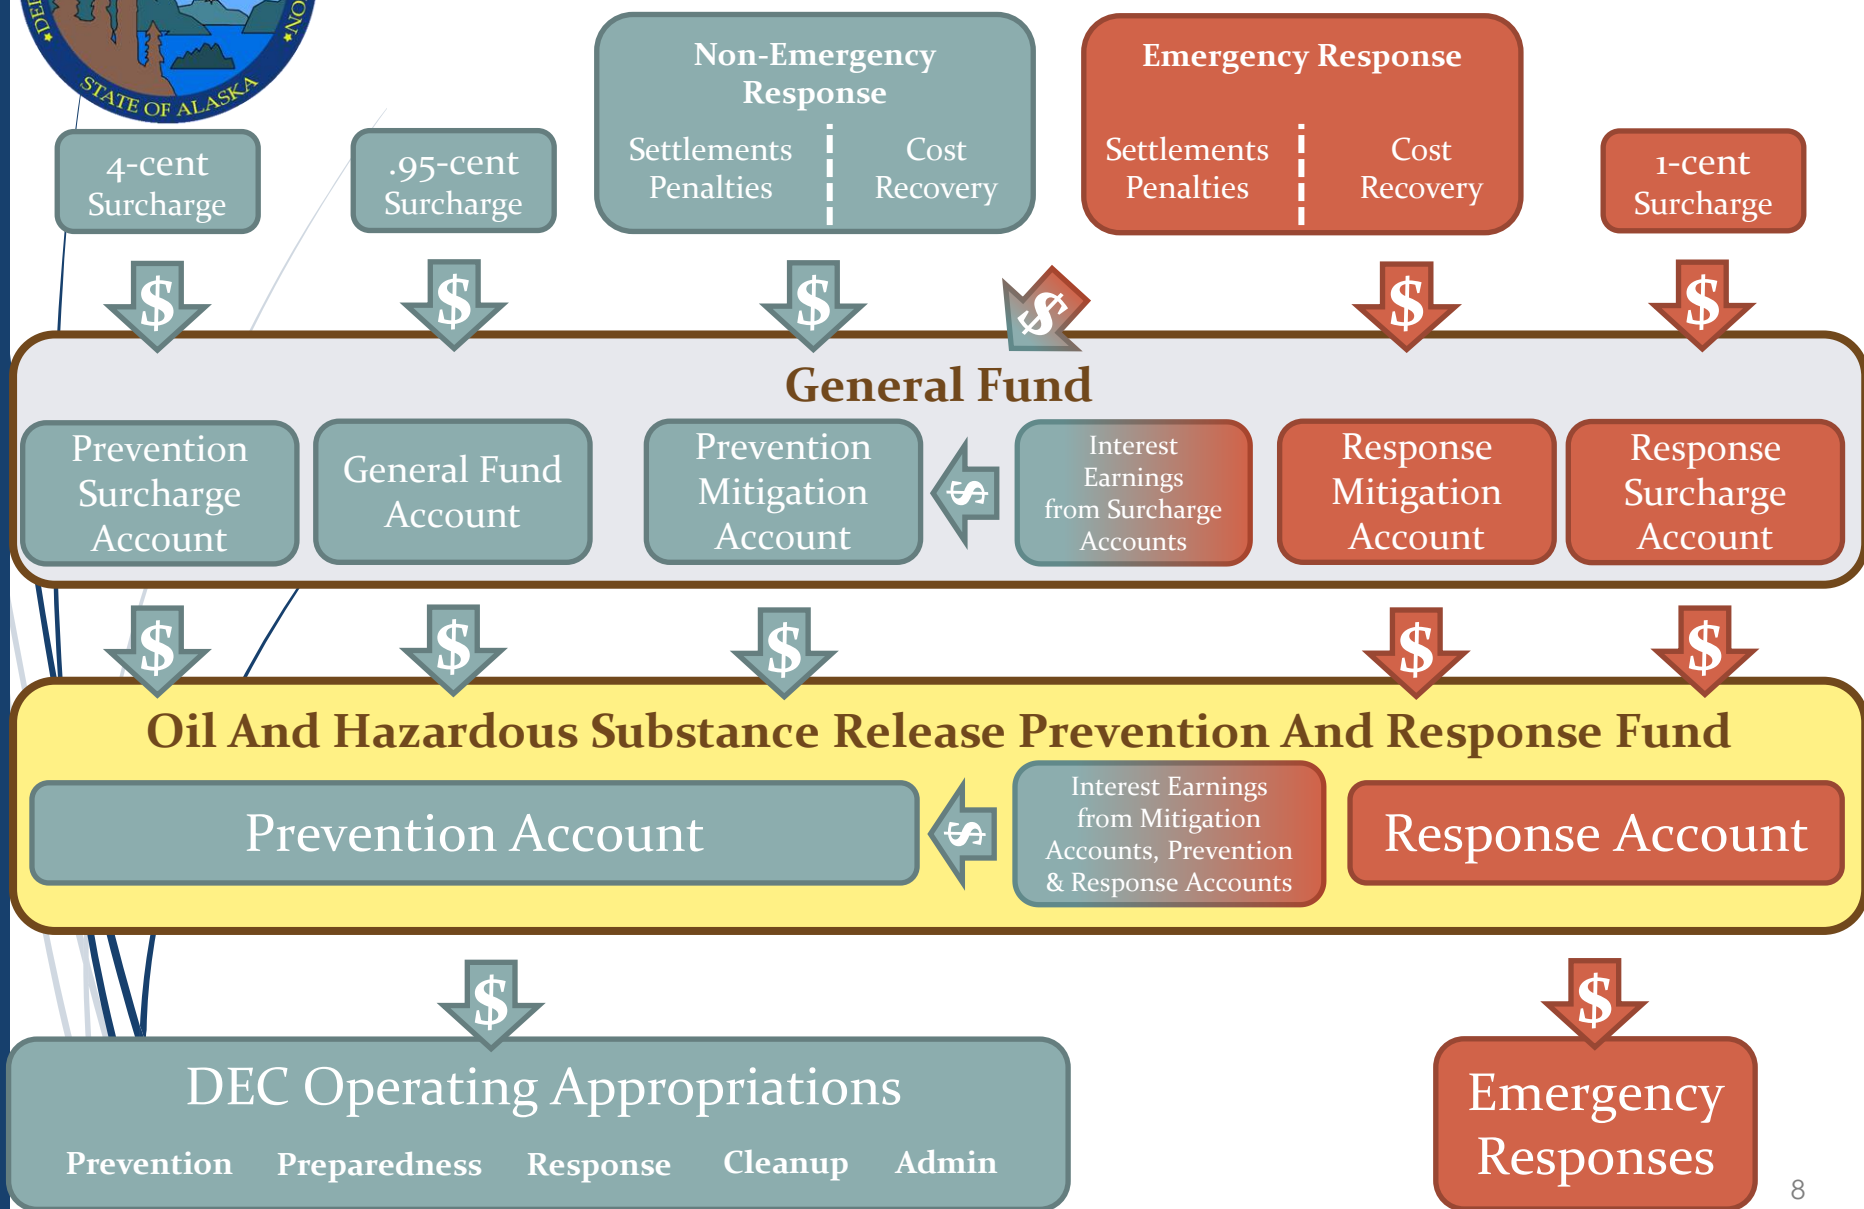 STATE OF ALASKA
Non-Emergency
Response
Settlements
Penalties
Cost
Recovery
Emergency Response
Settlements
Penalties
Cost
Recovery
4-cent
Surcharge
.95-cent
Surcharge
1-cent
Surcharge
$
$
$
$
$
$
General Fund
Prevention
Surcharge
Account
General Fund
Account
Prevention
Mitigation
Account
$
Interest
Earnings
from Surcharge
Accounts
Response
Mitigation
Account
Response
Surcharge
Account
$
$
$
$
$
Oil And Hazardous Substance Release Prevention And Response Fund
Prevention Account
$
Interest Earnings
from Mitigation
Accounts, Prevention
& Response Accounts
Response Account
$
$
DEC Operating Appropriations
Prevention Preparedness Response Cleanup Admin
Emergency
Responses
8